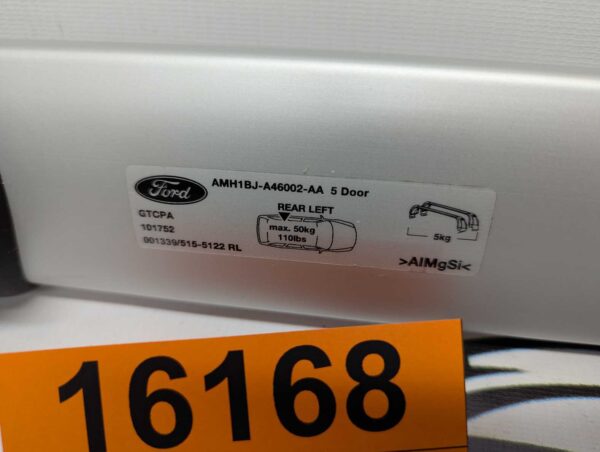 Ford
AMH1BJ-A46002-AA 5 Door
GTCPA
101752
001339/515-5122 RL
REAR LEFT
max. 50kg
110lbs
5kg
>AlMgSi<
16168